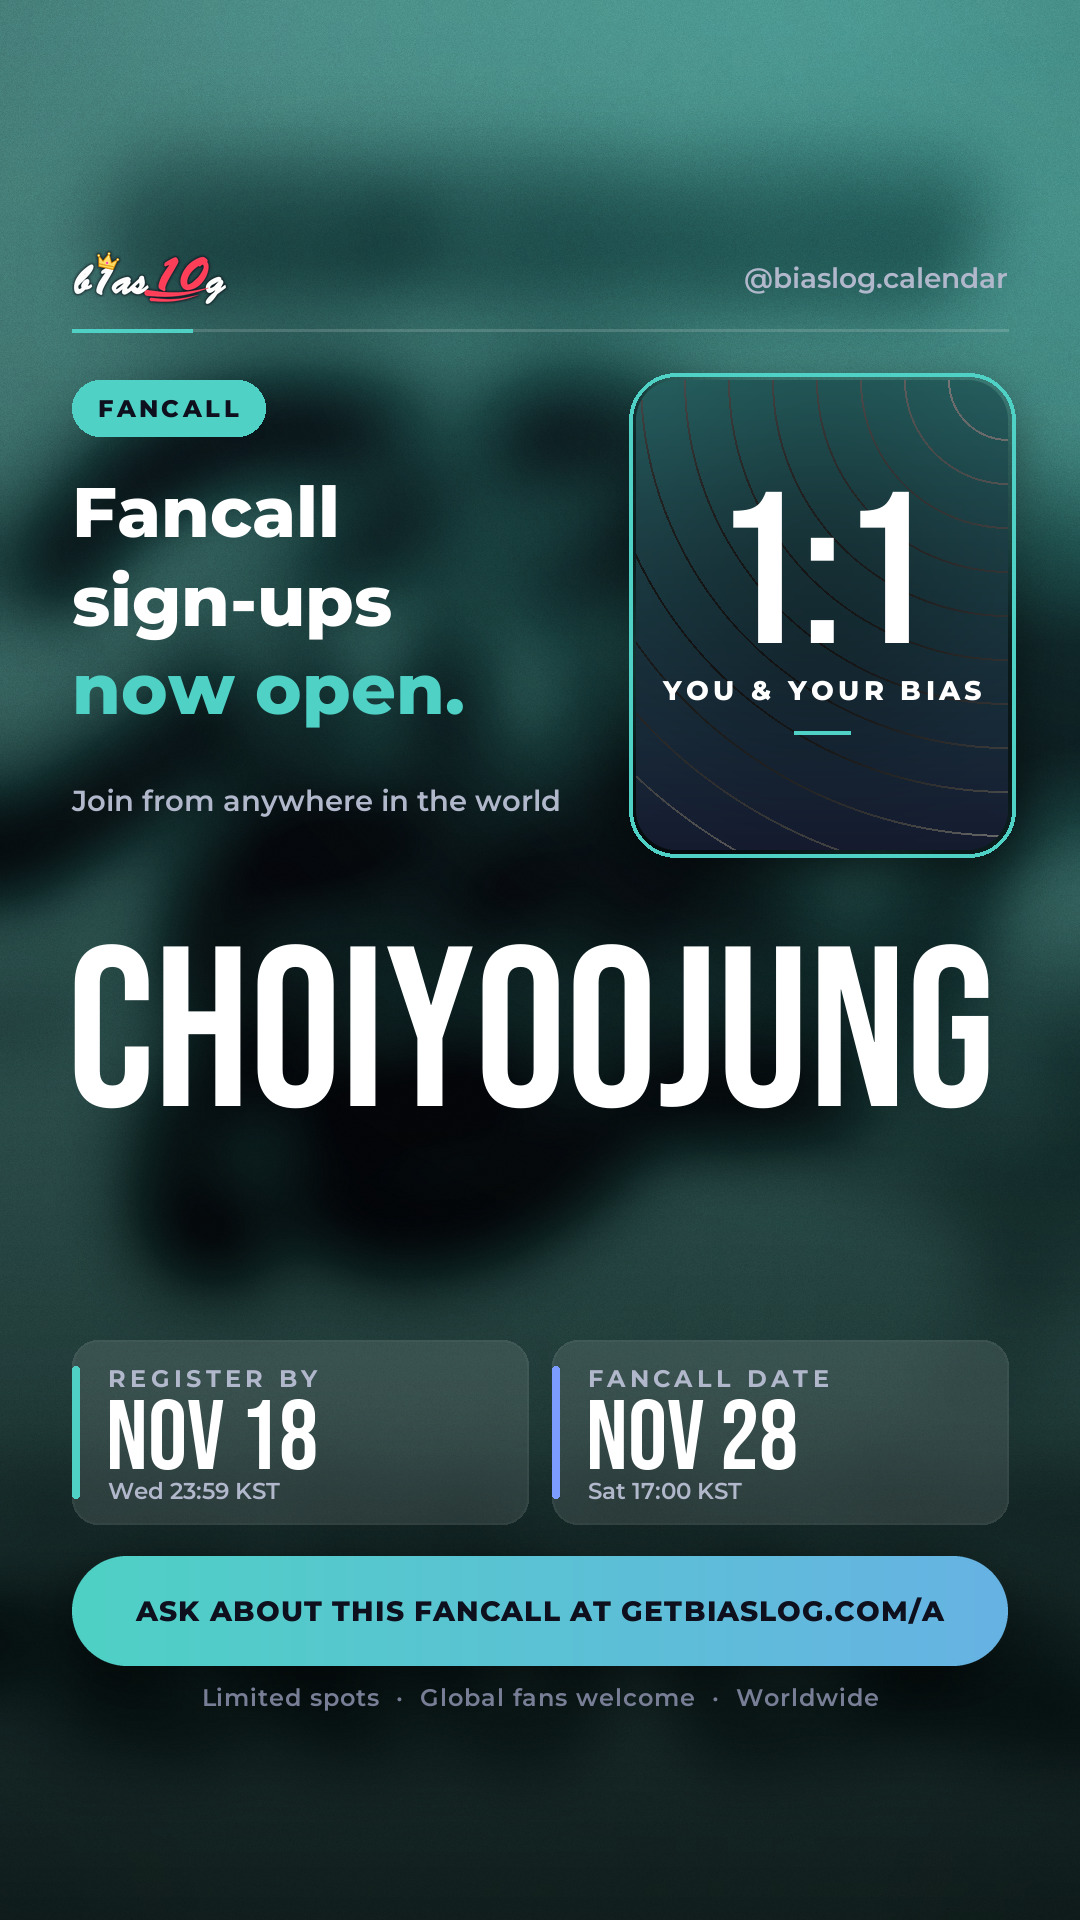 b1as10g
@biaslog.calendar
FANCALL
Fancall
sign-ups
now open.
Join from anywhere in the world
1:1
YOU & YOUR BIAS
CHOIYOOJUNG
REGISTER BY
NOV 18
Wed 23:59 KST
FANCALL DATE
NOV 28
Sat 17:00 KST
ASK ABOUT THIS FANCALL AT GETBIASLOG.COM/A
Limited spots · Global fans welcome · Worldwide